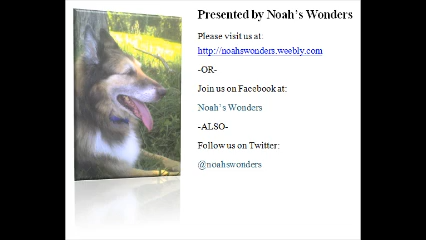 Presented by Noah's Wonders
Please visit us at:
http://noahswonders.weebly.com
-OR-
Join us on Facebook at:
Noah's Wonders
-ALSO-
Follow us on Twitter:
@noahswonders